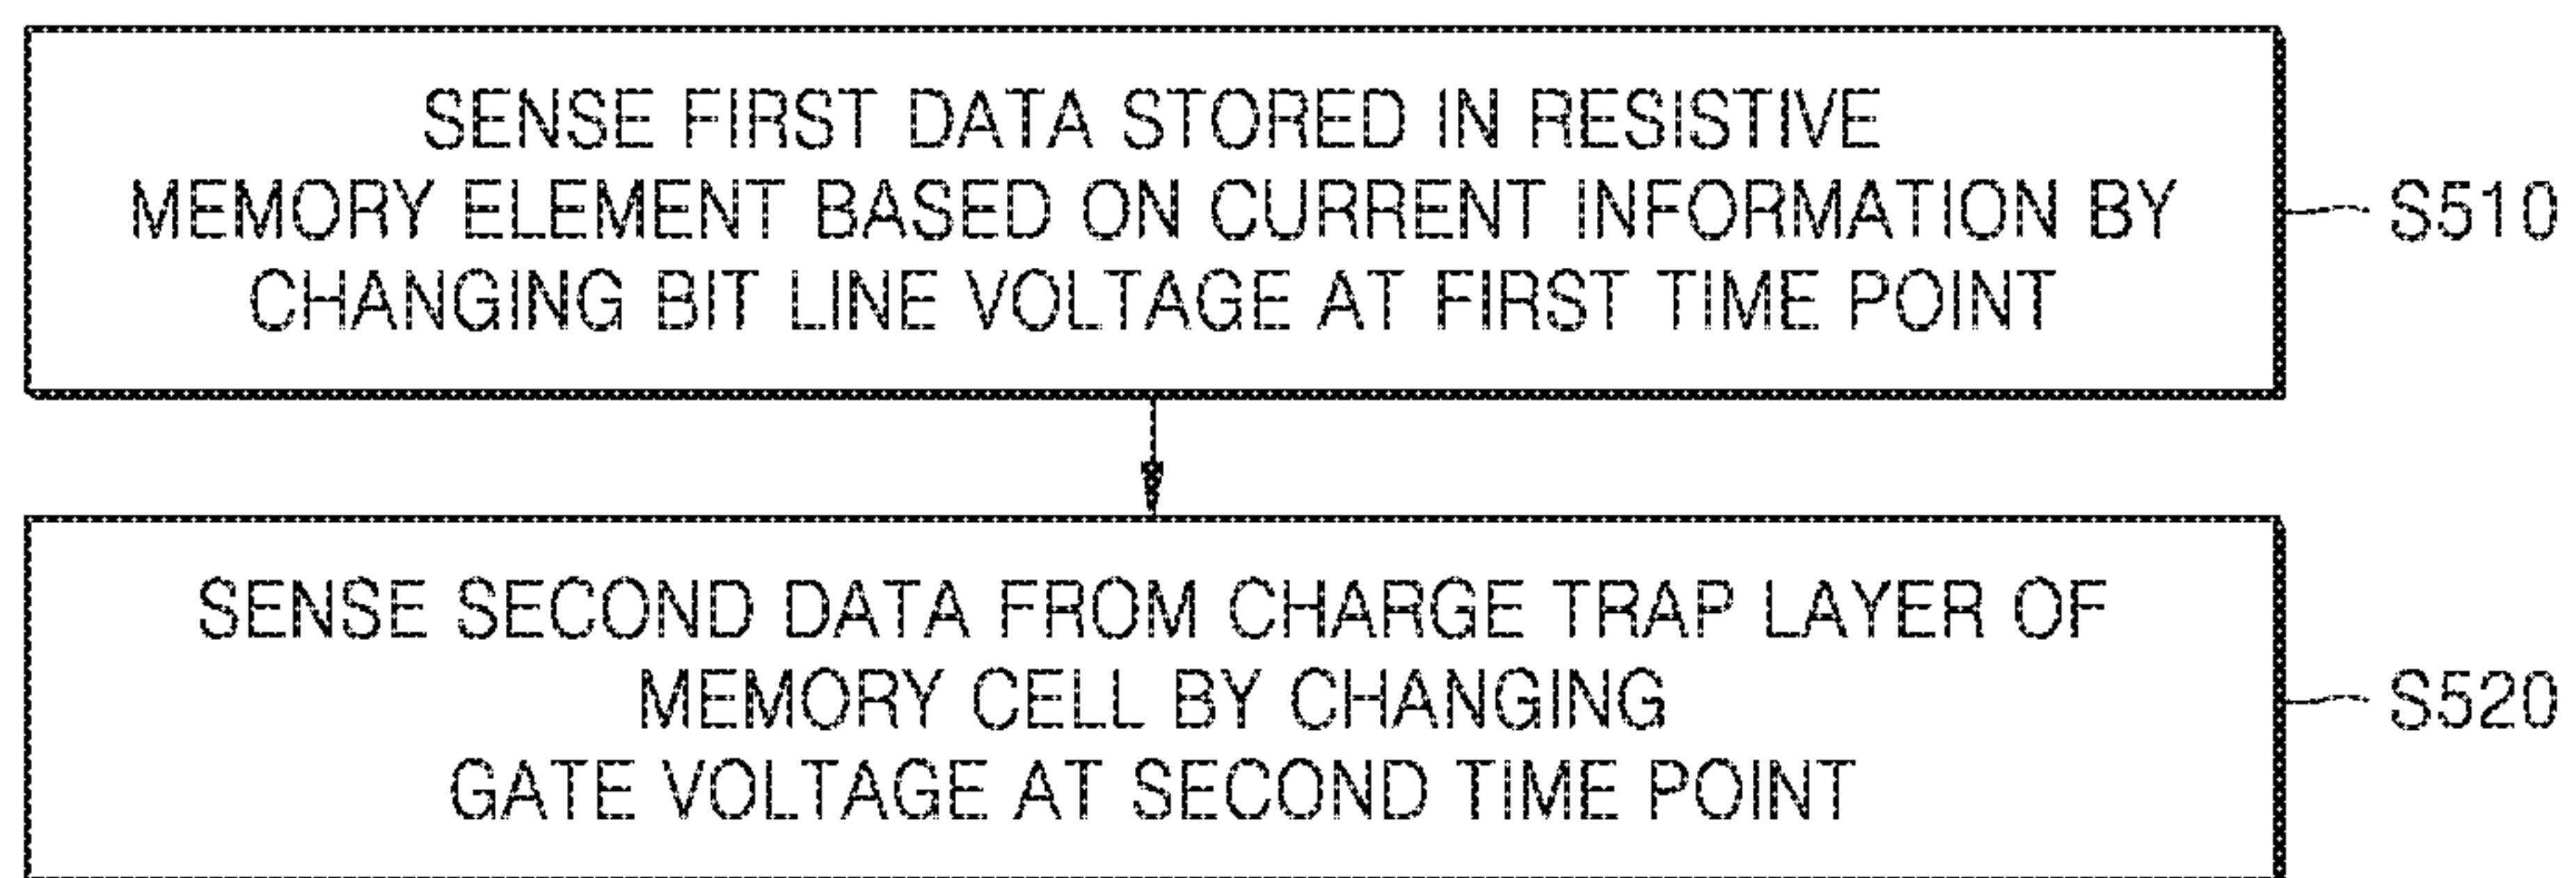 SENSE FIRST DATA STORED IN RESISTIVE
MEMORY ELEMENT BASED ON CURRENT INFORMATION BY
CHANGING BIT LINE VOLTAGE AT FIRST TIME POINT
S510
SENSE SECOND DATA FROM CHARGE TRAP LAYER OF
MEMORY CELL BY CHANGING
GATE VOLTAGE AT SECOND TIME POINT
S520